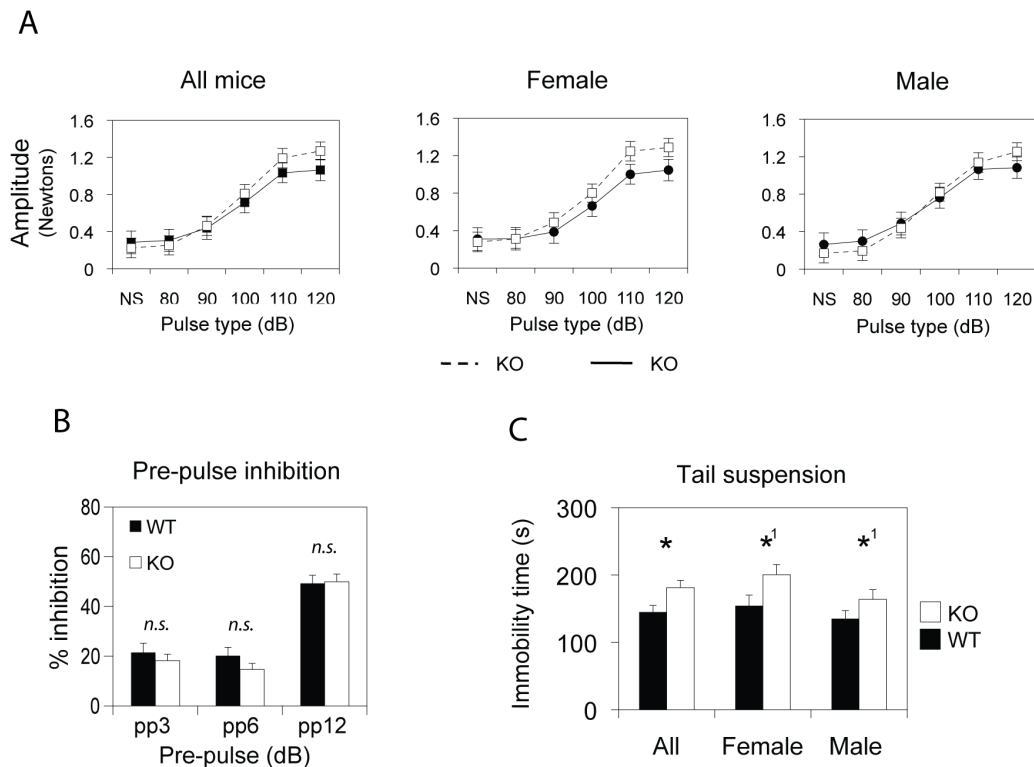 A
All mice
Female
Male
Amplitude
(Newtons)
1.6
1.2
0.8
0.4
0
NS 80 90 100 110 120
Pulse type (dB)
1.6
1.2
0.8
0.4
0
NS 80 90 100 110 120
Pulse type (dB)
1.6
1.2
0.8
0.4
0
NS 80 90 100 110 120
Pulse type (dB)
KO KO
B
Pre-pulse inhibition
% inhibition
80
60
40
20
0
WT
KO
n.s.
n.s.
n.s.
pp3 pp6 pp12
Pre-pulse (dB)
C
Tail suspension
Immobility time (s)
300
200
100
0
* *1 *1
KO
WT
All Female Male